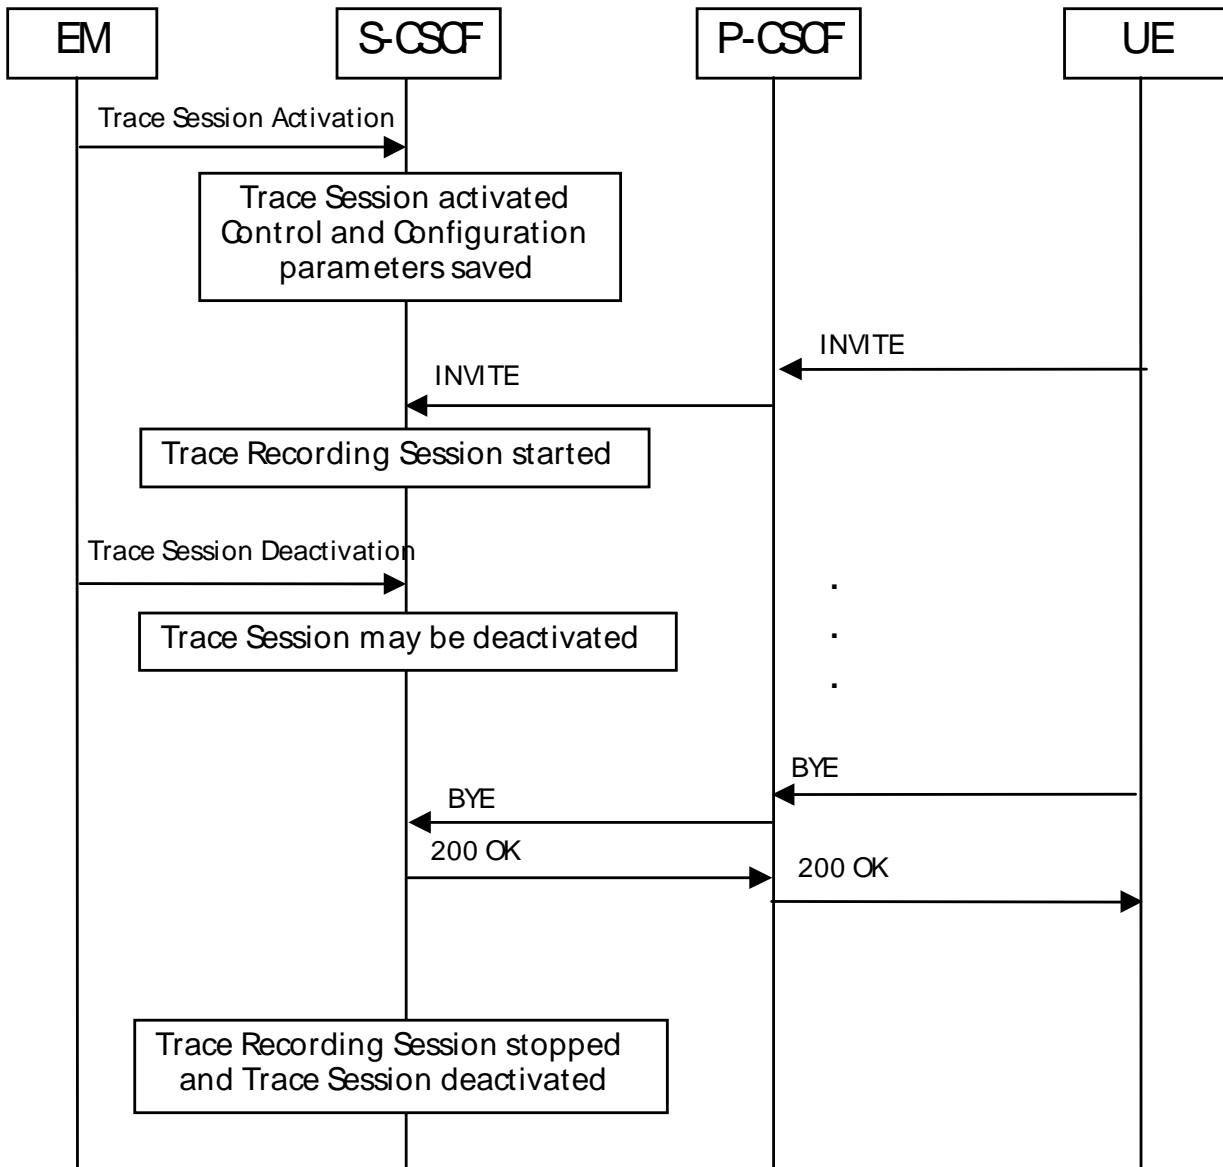 EM
S-CSCF
P-CSCF
UE
Trace Session Activation
Trace Session activated
Control and Configuration
parameters saved
INVITE
INVITE
Trace Recording Session started
Trace Session Deactivation
.
Trace Session may be deactivated
.
.
BYE
BYE
200 OK
200 OK
Trace Recording Session stopped
and Trace Session deactivated